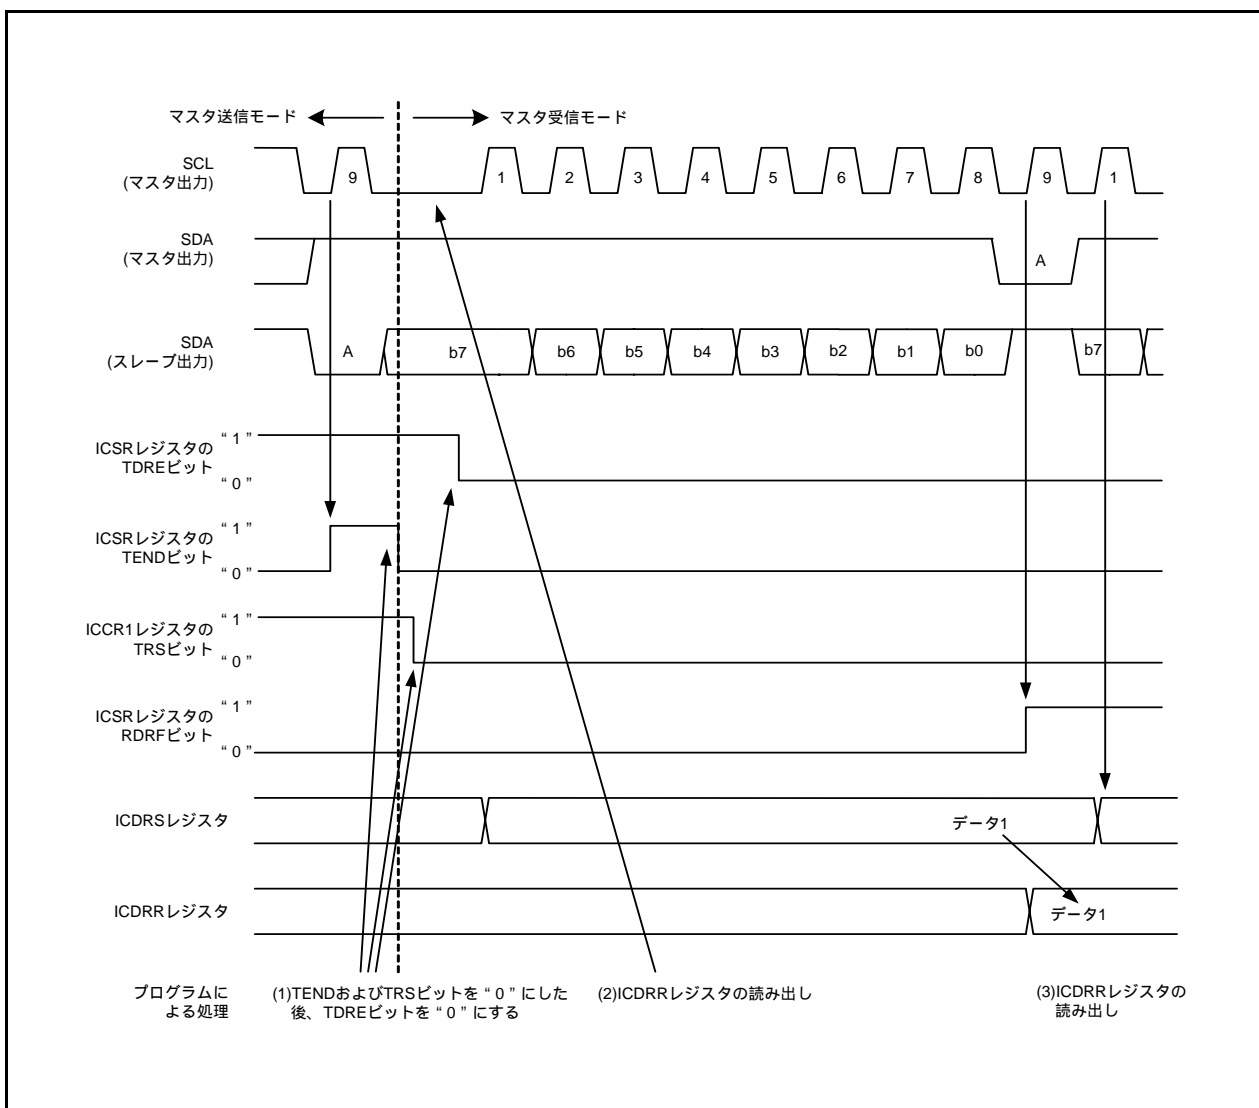 マスタ送信モード
マスタ受信モード
SCL
(マスタ出力)
9
1
2
3
4
5
6
7
8
9
1
SDA
(マスタ出力)
A
SDA
(スレーブ出力)
A
b7
b6
b5
b4
b3
b2
b1
b0
b7
ICSRレジスタの
TDREビット
“1”
“0”
ICSRレジスタの
TENDビット
“1”
“0”
ICCR1レジスタの
TRSビット
“1”
“0”
ICSRレジスタの
RDRFビット
“1”
“0”
ICDRSレジスタ
データ1
ICDRRレジスタ
データ1
プログラムに
よる処理
(1)TENDおよびTRSビットを“0”にした
後、TDREビットを“0”にする
(2)ICDRRレジスタの読み出し
(3)ICDRRレジスタの
読み出し